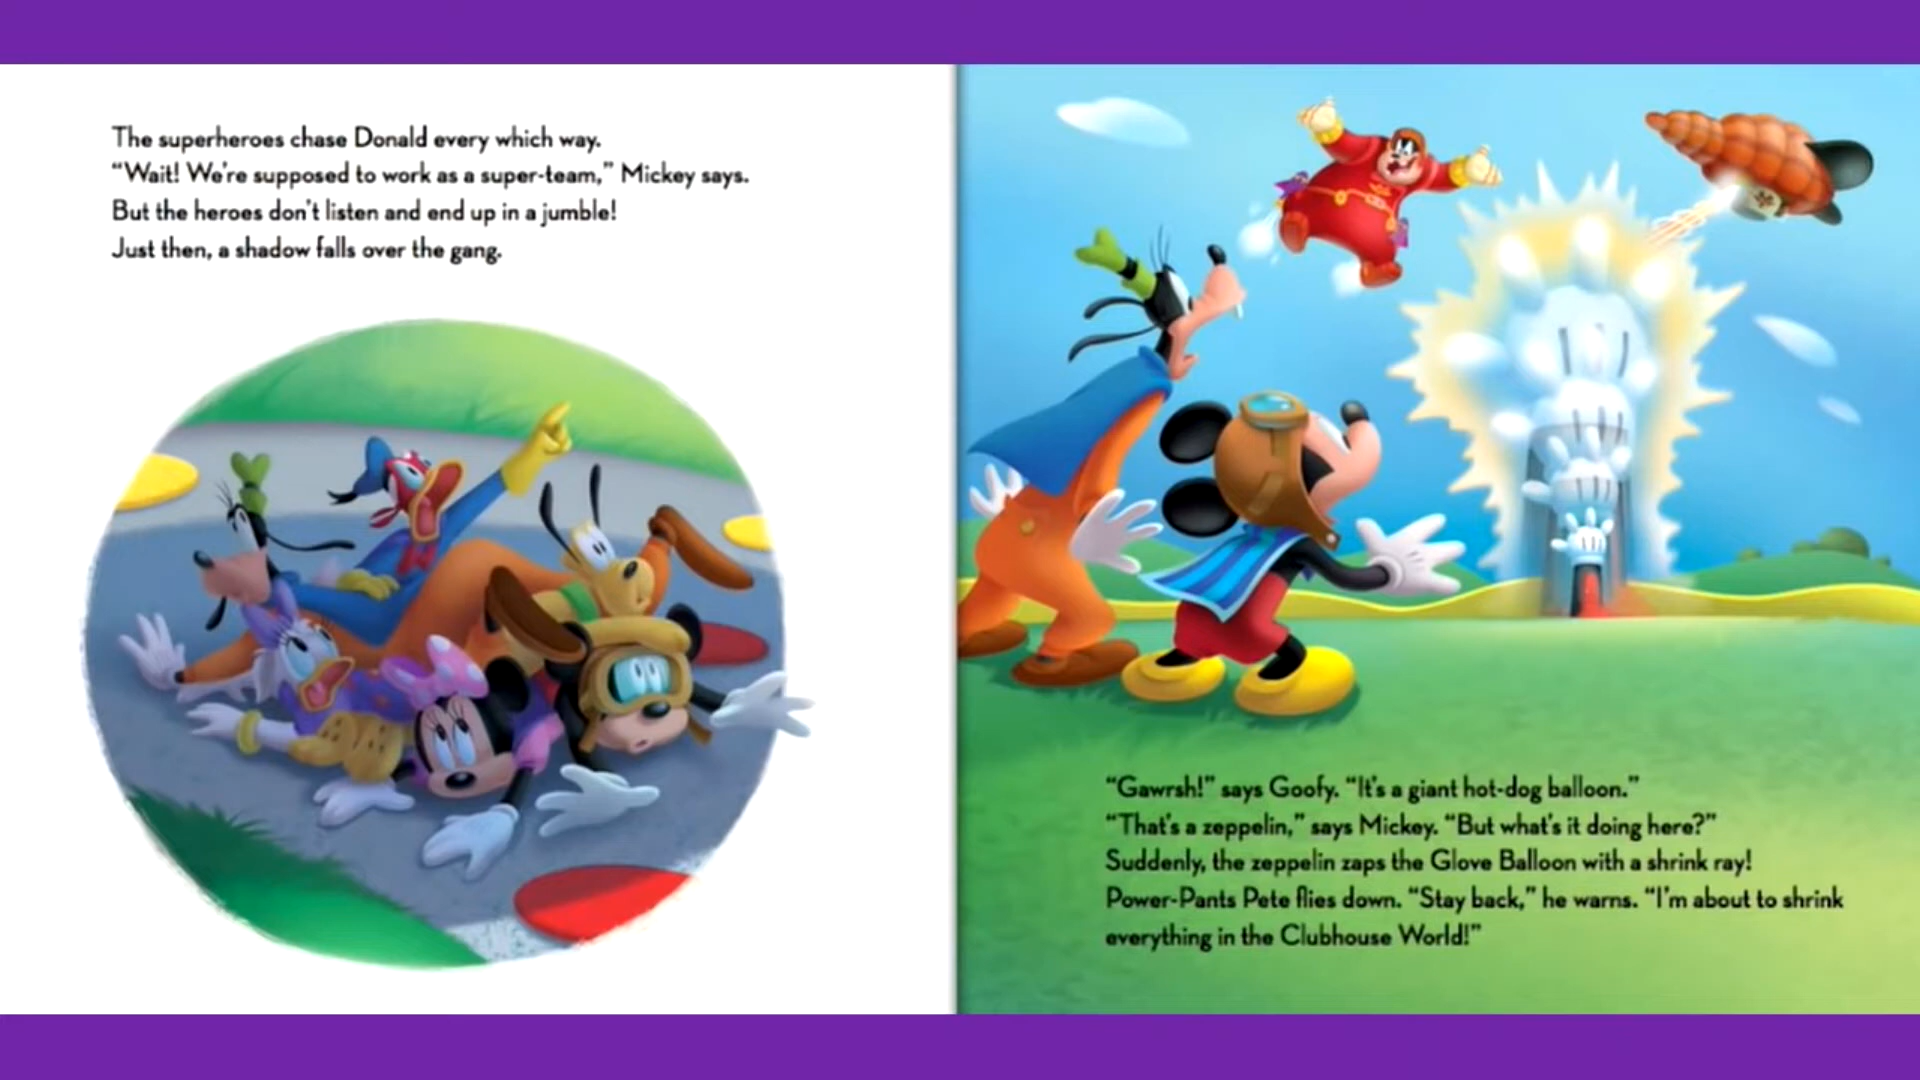 The superheroes chase Donald every which way.
“Wait! We’re supposed to work as a super-team,” Mickey says.
But the heroes don’t listen and end up in a jumble!
Just then, a shadow falls over the gang.
“Gawrsh!” says Goofy. “It’s a giant hot-dog balloon.”
“That’s a zeppelin,” says Mickey. “But what’s it doing here?”
Suddenly, the zeppelin zaps the Glove Balloon with a shrink ray!
Power-Pants Pete flies down. “Stay back,” he warns. “I’m about to shrink
everything in the Clubhouse World!”